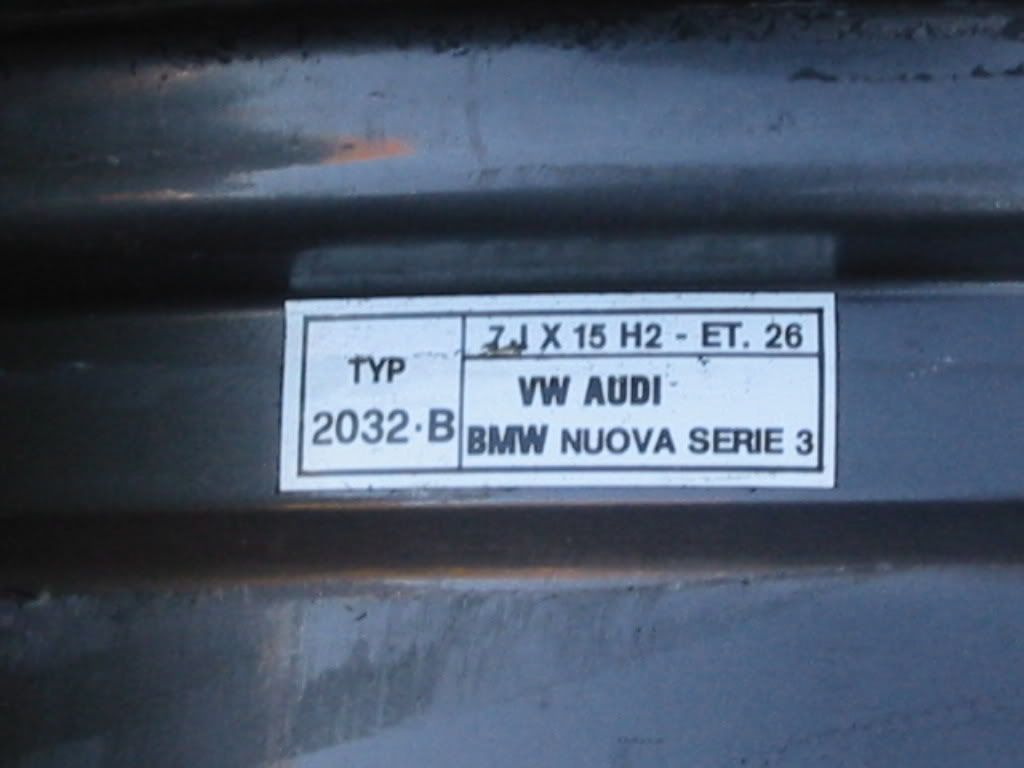 TYP
2032·B
7J X 15 H2 - ET. 26
VW AUDI
BMW NUOVA SERIE 3